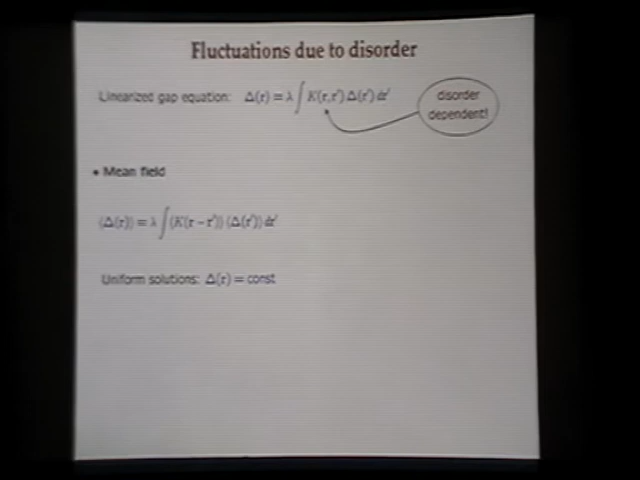 Fluctuations due to disorder
Linearized gap equation: Δ(r) = λ ∫ K(r,r′) Δ(r′) dr′
disorder
dependent!
• Mean field
⟨Δ(r)⟩ = λ ∫ ⟨K(r − r′)⟩ ⟨Δ(r′)⟩ dr′
Uniform solutions: Δ(r) = const